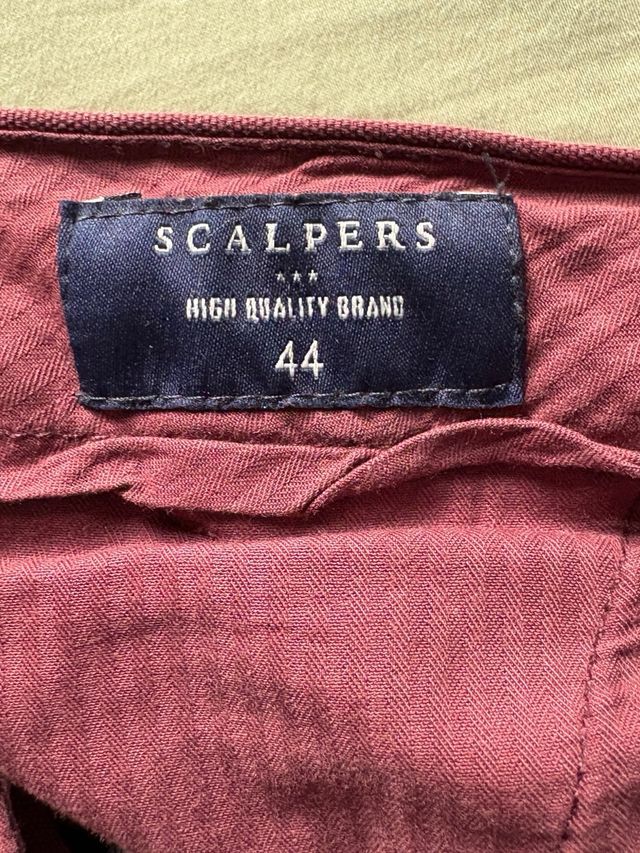 SCALPERS
★★★
HIGH QUALITY BRAND
44